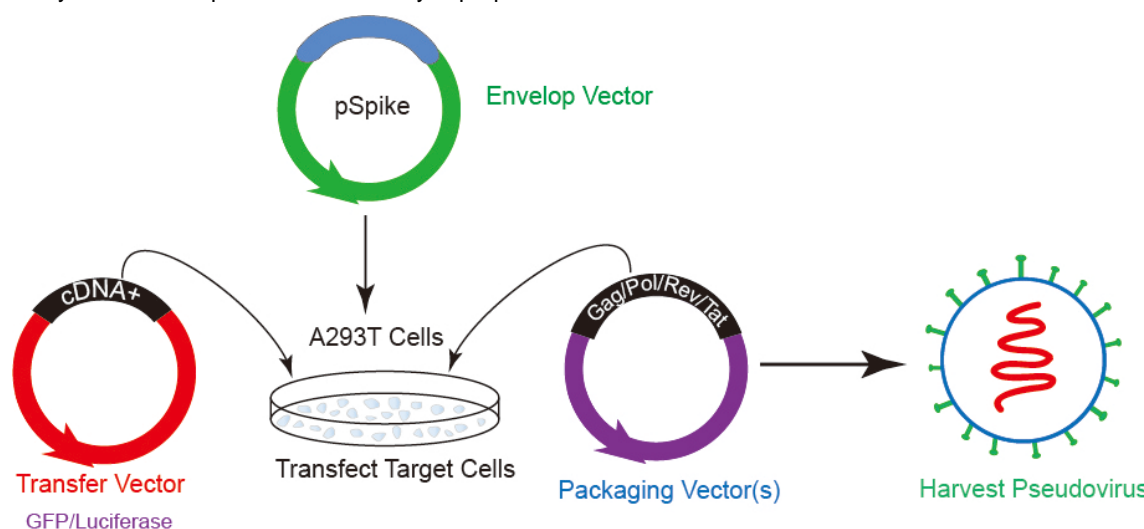 pSpike
Envelop Vector
cDNA+
Gag/Pol/Rev/Tat
A293T Cells
Transfect Target Cells
Transfer Vector
GFP/Luciferase
Packaging Vector(s)
Harvest Pseudovirus